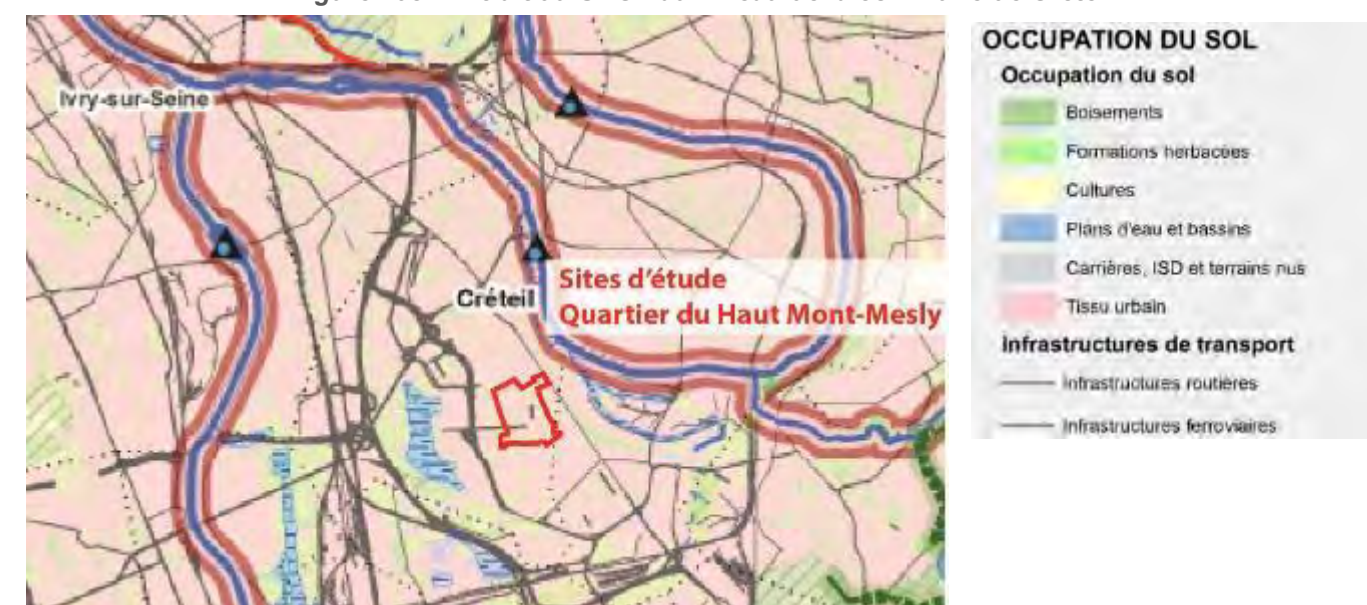 Ivry-sur-Seine
Créteil
Sites d'étude
Quartier du Haut Mont-Mesly
OCCUPATION DU SOL
Occupation du sol
Boisements
Formations herbacées
Cultures
Plans d'eau et bassins
Carrières, ISD et terrains nus
Tissu urbain
Infrastructures de transport
Infrastructures routières
Infrastructures ferroviaires